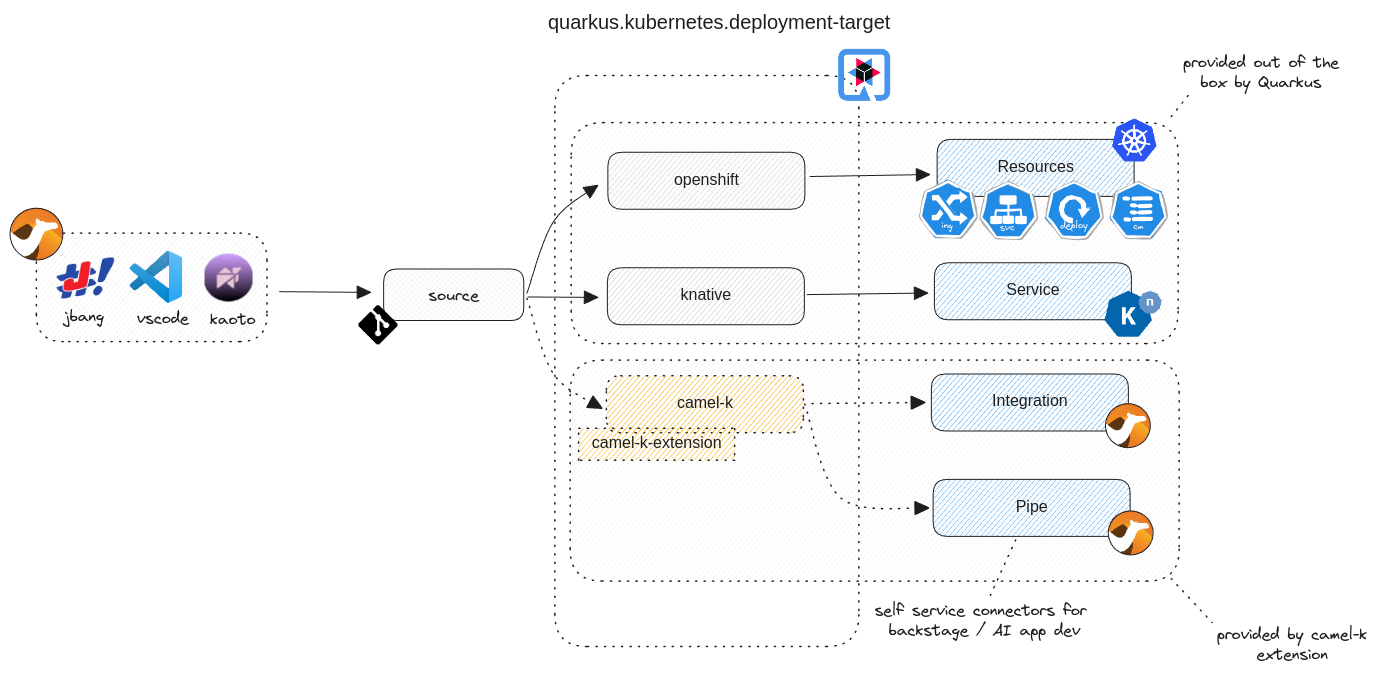 quarkus.kubernetes.deployment-target
provided out of the
box by Quarkus
openshift
Resources
ing
svc
deploy
cm
jbang
vscode
kaoto
source
knative
Service
K
n
camel-k
camel-k-extension
Integration
Pipe
self service connectors for
backstage / AI app dev
provided by camel-k
extension